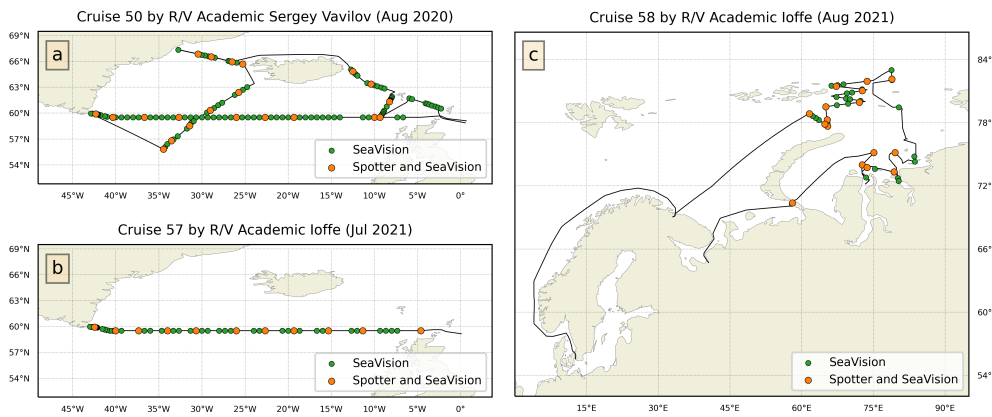 Cruise 50 by R/V Academic Sergey Vavilov (Aug 2020)
69°N
66°N
63°N
60°N
57°N
54°N
a
SeaVision
Spotter and SeaVision
45°W 40°W 35°W 30°W 25°W 20°W 15°W 10°W 5°W 0°
Cruise 57 by R/V Academic Ioffe (Jul 2021)
69°N
66°N
63°N
60°N
57°N
54°N
b
SeaVision
Spotter and SeaVision
45°W 40°W 35°W 30°W 25°W 20°W 15°W 10°W 5°W 0°
Cruise 58 by R/V Academic Ioffe (Aug 2021)
c
84°N
78°N
72°N
66°N
60°N
54°N
SeaVision
Spotter and SeaVision
15°E 30°E 45°E 60°E 75°E 90°E